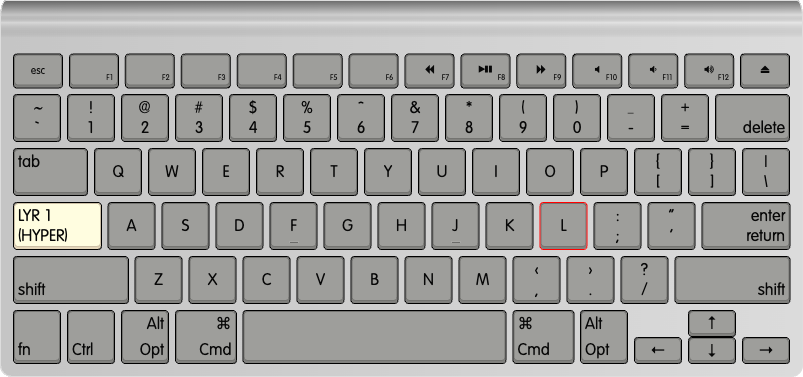 esc F1 F2 F3 F4 F5 F6 F7 F8 F9 F10 F11 F12
~ ! @ # $ % ^ & * ( ) _ +
` 1 2 3 4 5 6 7 8 9 0 - = delete
tab Q W E R T Y U I O P { } |
[ ] \
LYR 1 A S D F G H J K L : " enter
(HYPER) ; ' return
shift Z X C V B N M ‹ › ? shift
, . /
Alt ⌘ ⌘ Alt ↑
fn Ctrl Opt Cmd Cmd Opt ← ↓ →